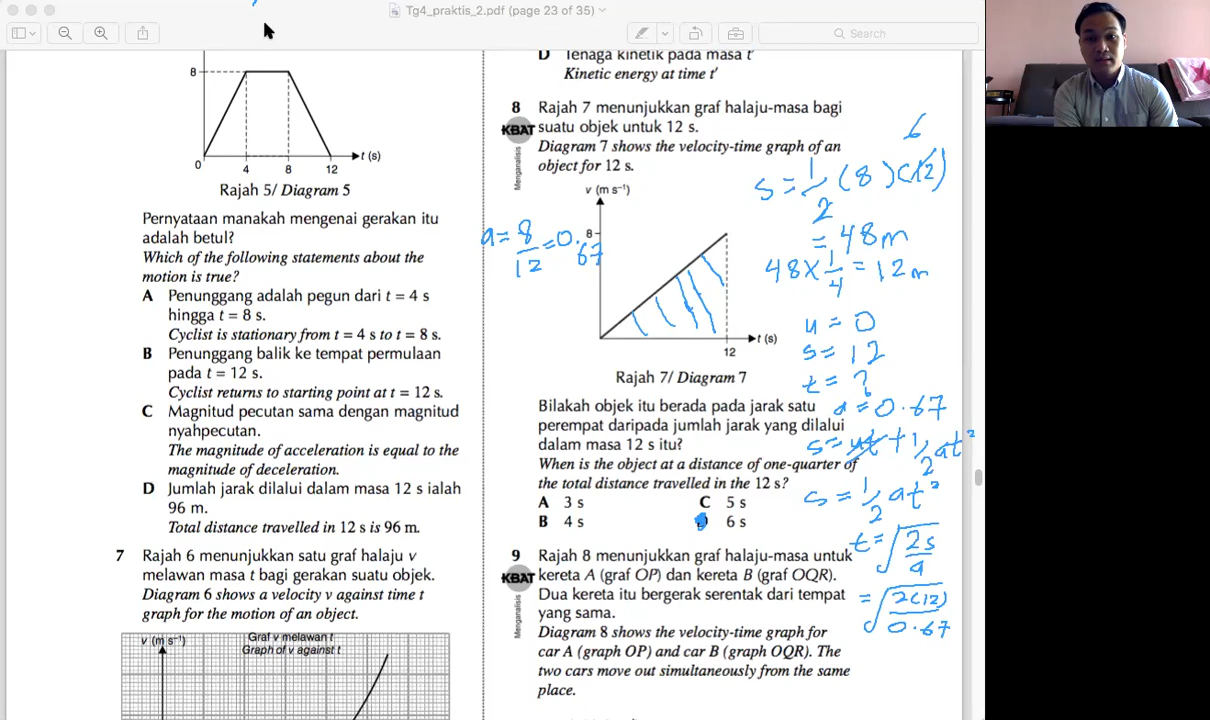 Tg4_praktis_2.pdf (page 23 of 35)
Search
8
0
4
8
12
t (s)
Rajah 5/ Diagram 5
Pernyataan manakah mengenai gerakan itu
adalah betul?
Which of the following statements about the
motion is true?
A Penunggang adalah pegun dari t = 4 s
hingga t = 8 s.
Cyclist is stationary from t = 4 s to t = 8 s.
B Penunggang balik ke tempat permulaan
pada t = 12 s.
Cyclist returns to starting point at t = 12 s.
C Magnitud pecutan sama dengan magnitud
nyahpecutan.
The magnitude of acceleration is equal to the
magnitude of deceleration.
D Jumlah jarak dilalui dalam masa 12 s ialah
96 m.
Total distance travelled in 12 s is 96 m.
7 Rajah 6 menunjukkan satu graf halaju v
melawan masa t bagi gerakan suatu objek.
Diagram 6 shows a velocity v against time t
graph for the motion of an object.
v (m s⁻¹)
Graf v melawan t
Graph of v against t
D Tenaga kinetik pada masa t'
Kinetic energy at time t'
8 Rajah 7 menunjukkan graf halaju-masa bagi
KBAT suatu objek untuk 12 s.
Menganalisis
Diagram 7 shows the velocity-time graph of an
object for 12 s.
v (m s⁻¹)
8
12
t (s)
Rajah 7/ Diagram 7
a = 8/12 = 0.67
Bilakah objek itu berada pada jarak satu
perempat daripada jumlah jarak yang dilalui
dalam masa 12 s itu?
When is the object at a distance of one-quarter of
the total distance travelled in the 12 s?
A 3 s
C 5 s
B 4 s
6 s
9 Rajah 8 menunjukkan graf halaju-masa untuk
KBAT kereta A (graf OP) dan kereta B (graf OQR).
Menganalisis
Dua kereta itu bergerak serentak dari tempat
yang sama.
Diagram 8 shows the velocity-time graph for
car A (graph OP) and car B (graph OQR). The
two cars move out simultaneously from the same
place.
6
s = 1/2 (8)(12)
= 48m
48 × 1/4 = 12m
u = 0
s = 12
t = ?
a = 0.67
s = ut + 1/2 at²
s = 1/2 at²
t = √(2s/a)
= √(2(12)/0.67)